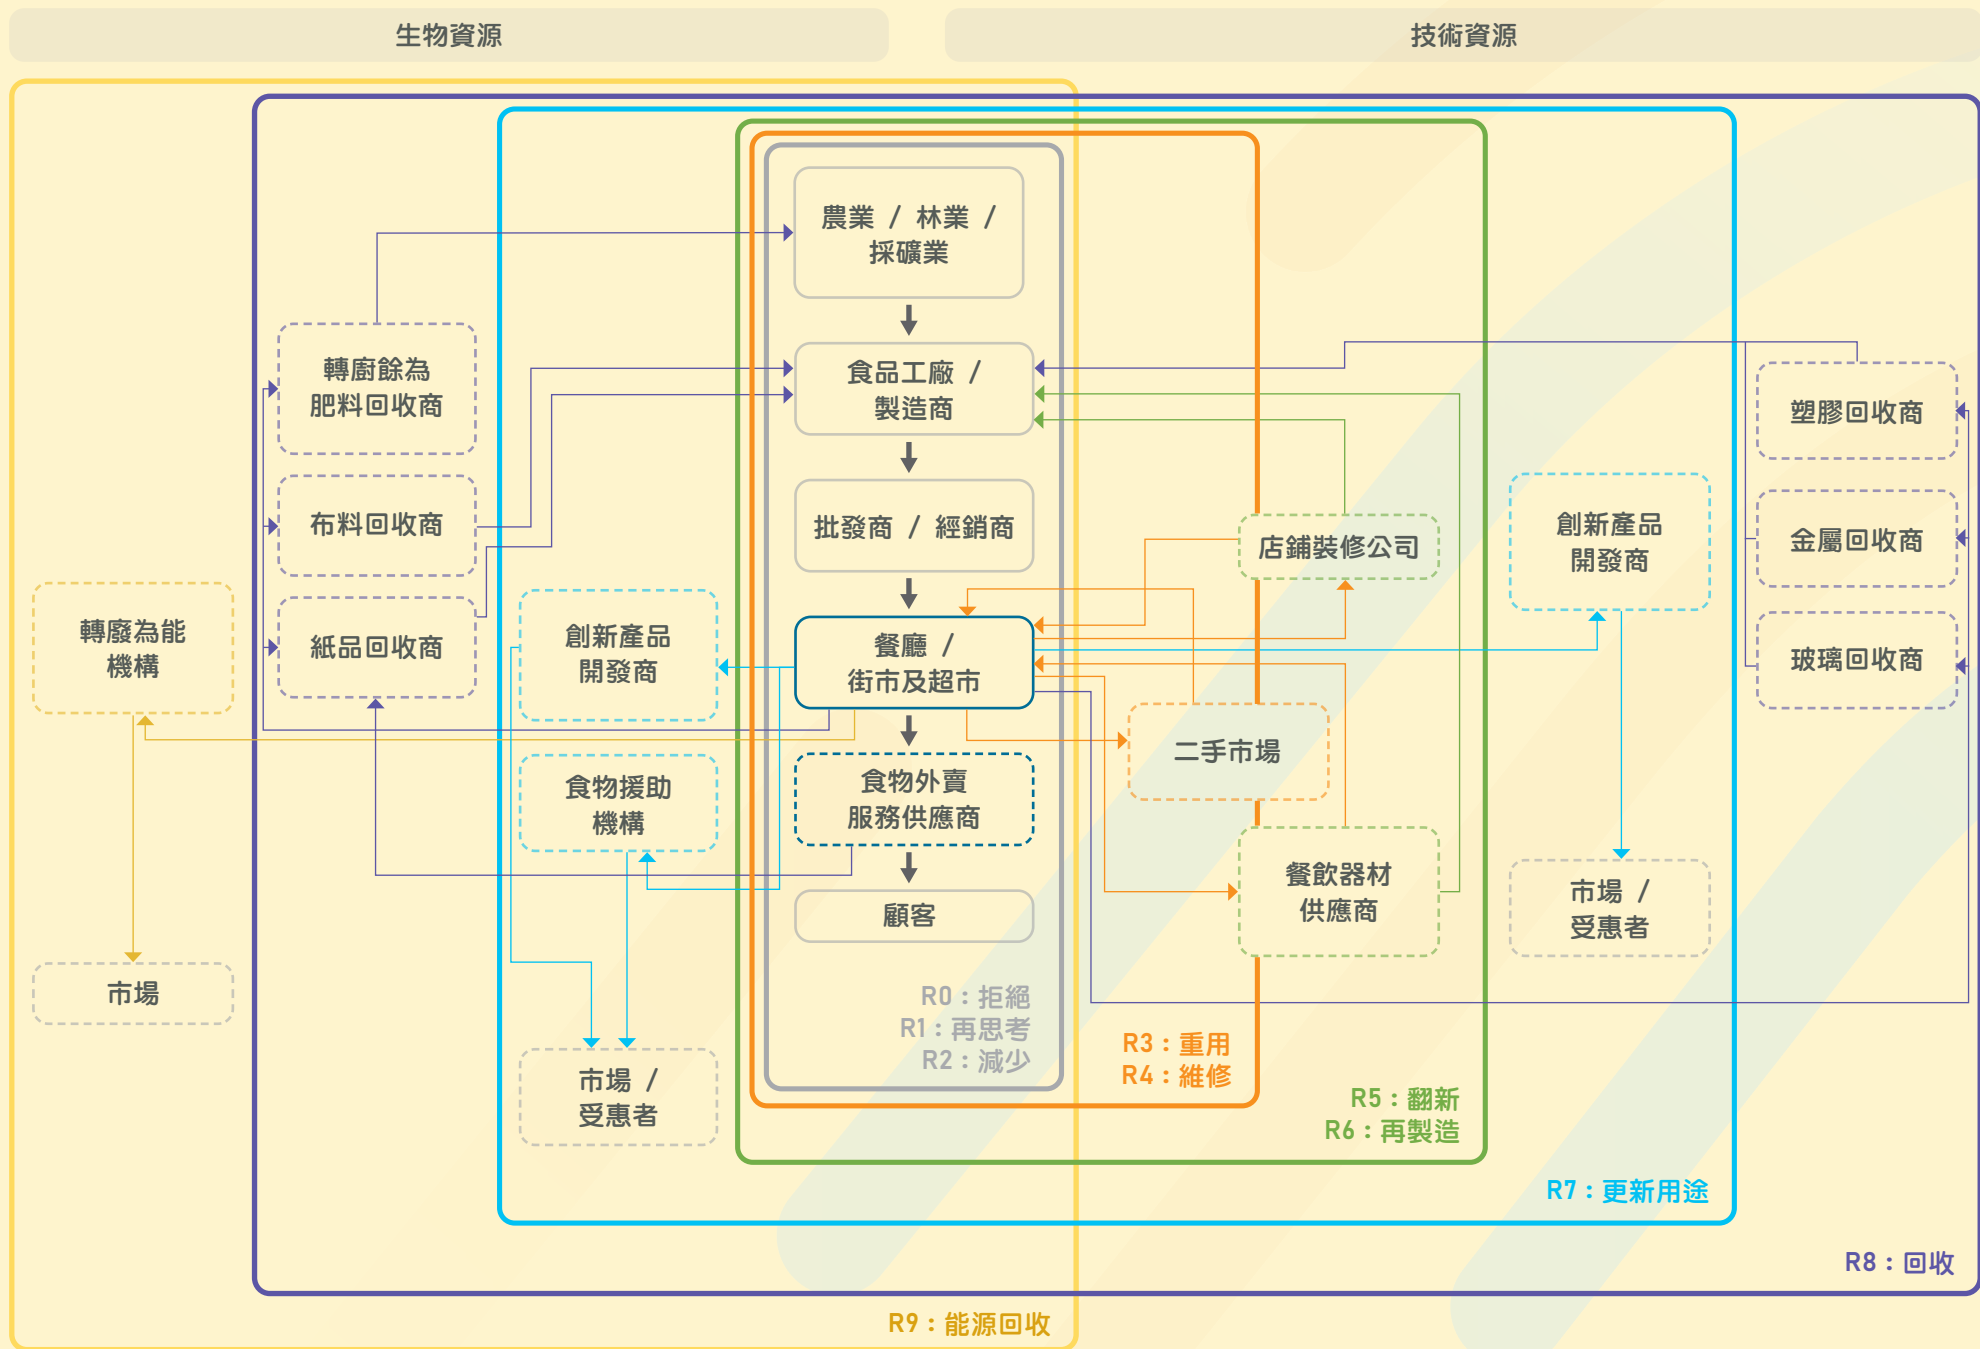 生物資源
技術資源
農業 / 林業 /
採礦業
轉廚餘為
肥料回收商
食品工廠 /
製造商
塑膠回收商
布料回收商
批發商 / 經銷商
店鋪裝修公司
創新產品
開發商
金屬回收商
轉廢為能
機構
紙品回收商
創新產品
開發商
餐廳 /
街市及超市
玻璃回收商
二手市場
食物援助
機構
食物外賣
服務供應商
餐飲器材
供應商
市場 /
受惠者
顧客
市場
市場 /
受惠者
R0：拒絕
R1：再思考
R2：減少
R3：重用
R4：維修
R5：翻新
R6：再製造
R7：更新用途
R8：回收
R9：能源回收